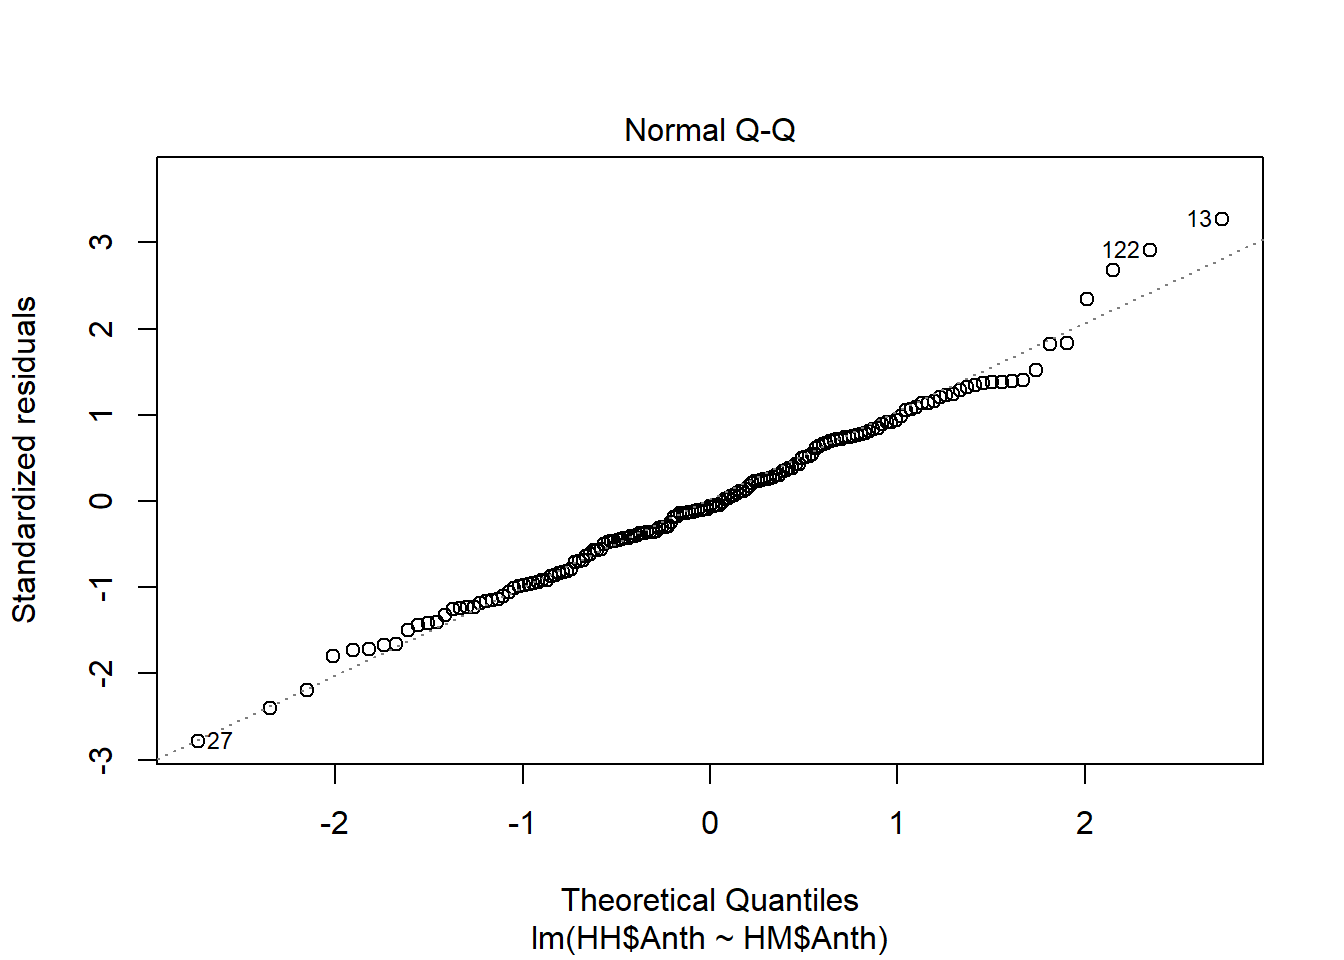 Normal Q-Q
Standardized residuals
3
2
1
0
-1
-2
-3
13
122
27
-2 -1 0 1 2
Theoretical Quantiles
lm(HH$Anth ~ HM$Anth)